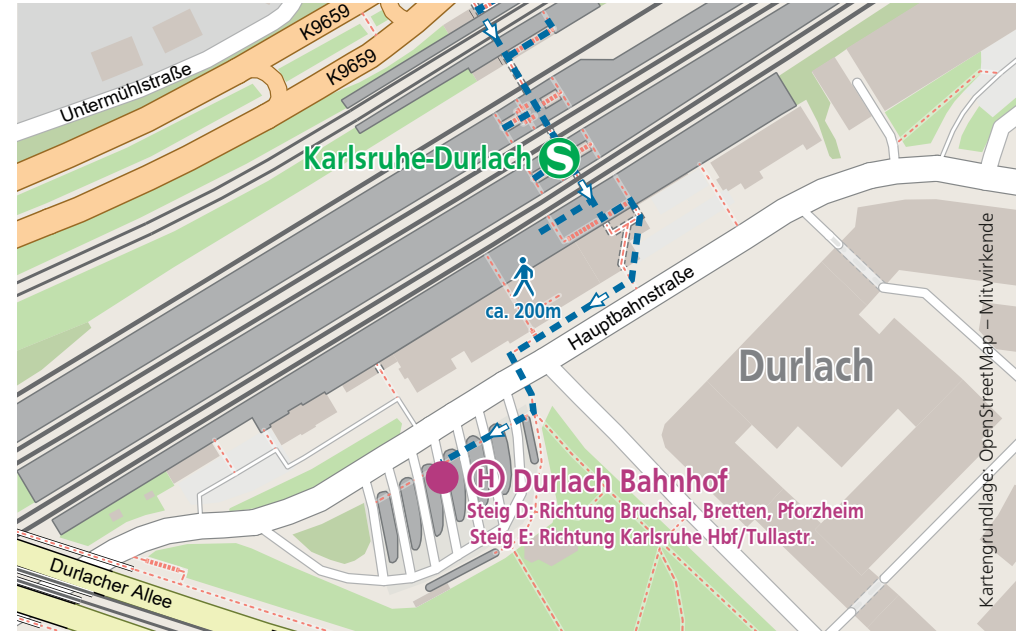 K9659
K9659
Untermühlstraße
Karlsruhe-Durlach S
ca. 200m
Hauptbahnstraße
Durlach
H Durlach Bahnhof
Steig D: Richtung Bruchsal, Bretten, Pforzheim
Steig E: Richtung Karlsruhe Hbf/Tullastr.
Durlacher Allee
Kartengrundlage: OpenStreetMap – Mitwirkende